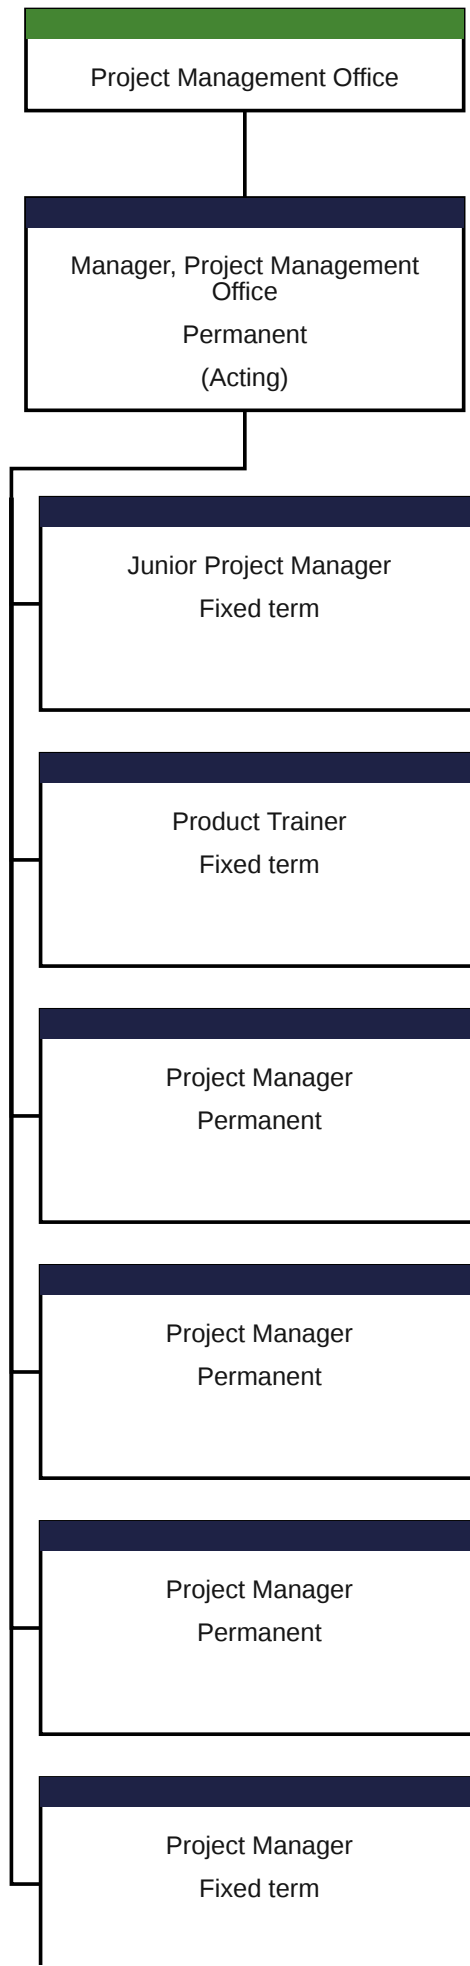 Project Management Office
Manager, Project Management
Office
Permanent
(Acting)
Junior Project Manager
Fixed term
Product Trainer
Fixed term
Project Manager
Permanent
Project Manager
Permanent
Project Manager
Permanent
Project Manager
Fixed term